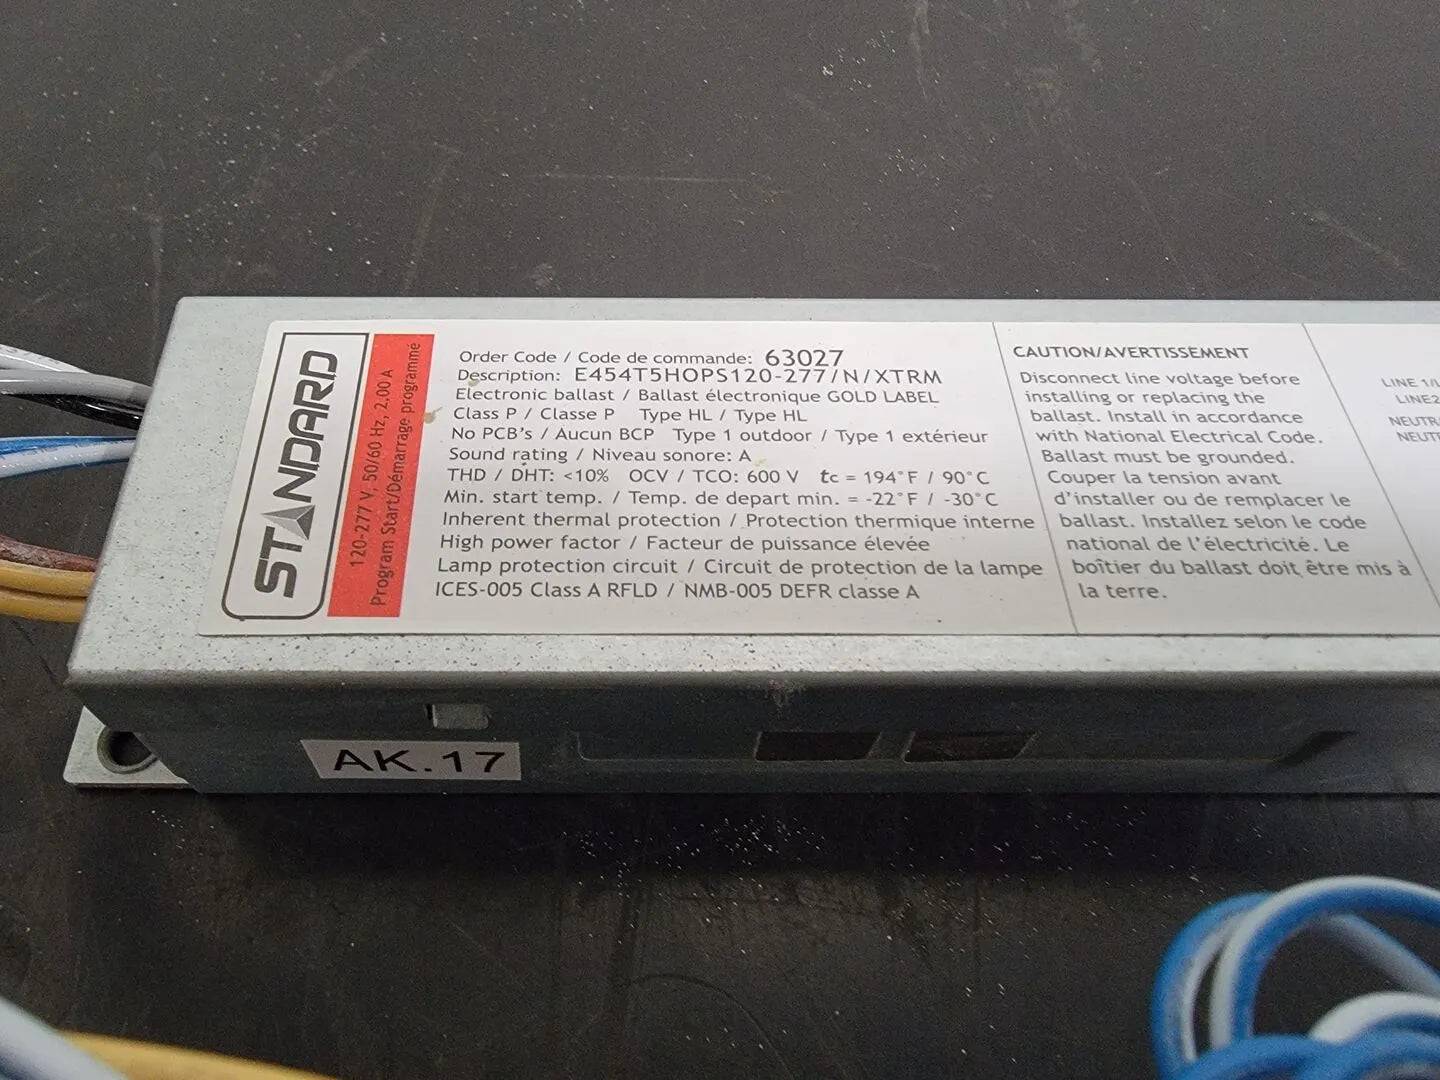 STANDARD
120-277 V, 50/60 Hz, 2.00 A
Program Start/Démarrage programmé
Order Code / Code de commande: 63027
Description: E454T5HOPS120-277/N/XTRM
Electronic ballast / Ballast électronique GOLD LABEL
Class P / Classe P Type HL / Type HL
No PCB's / Aucun BCP Type 1 outdoor / Type 1 extérieur
Sound rating / Niveau sonore: A
THD / DHT: <10% OCV / TCO: 600 V tc = 194°F / 90°C
Min. start temp. / Temp. de depart min. = -22°F / -30°C
Inherent thermal protection / Protection thermique interne
High power factor / Facteur de puissance élevée
Lamp protection circuit / Circuit de protection de la lampe
ICES-005 Class A RFLD / NMB-005 DEFR classe A
CAUTION/AVERTISSEMENT
Disconnect line voltage before
installing or replacing the
ballast. Install in accordance
with National Electrical Code.
Ballast must be grounded.
Couper la tension avant
d'installer ou de remplacer le
ballast. Installez selon le code
national de l'électricité. Le
boîtier du ballast doit être mis à
la terre.
LINE 1/
LINE2
NEUTR
NEUT
AK.17